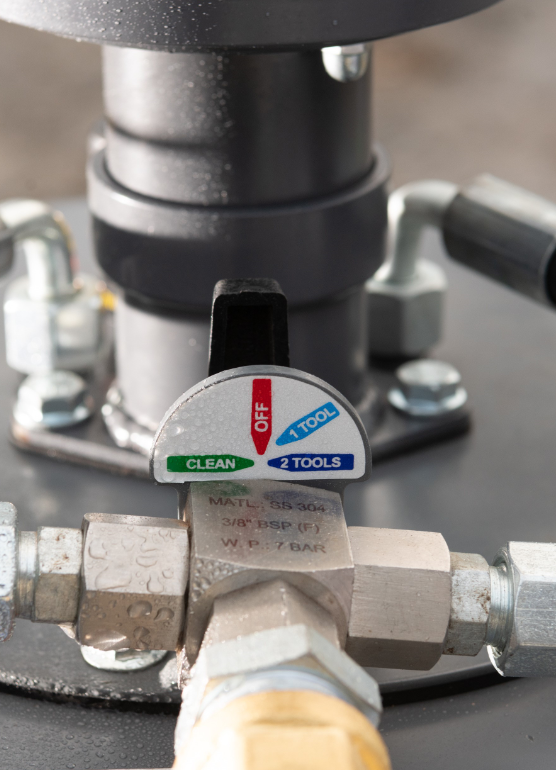 OFF
1 TOOL
CLEAN
2 TOOLS
MATL.: SS 304
3/8" BSP (F)
W. P.: 7 BAR